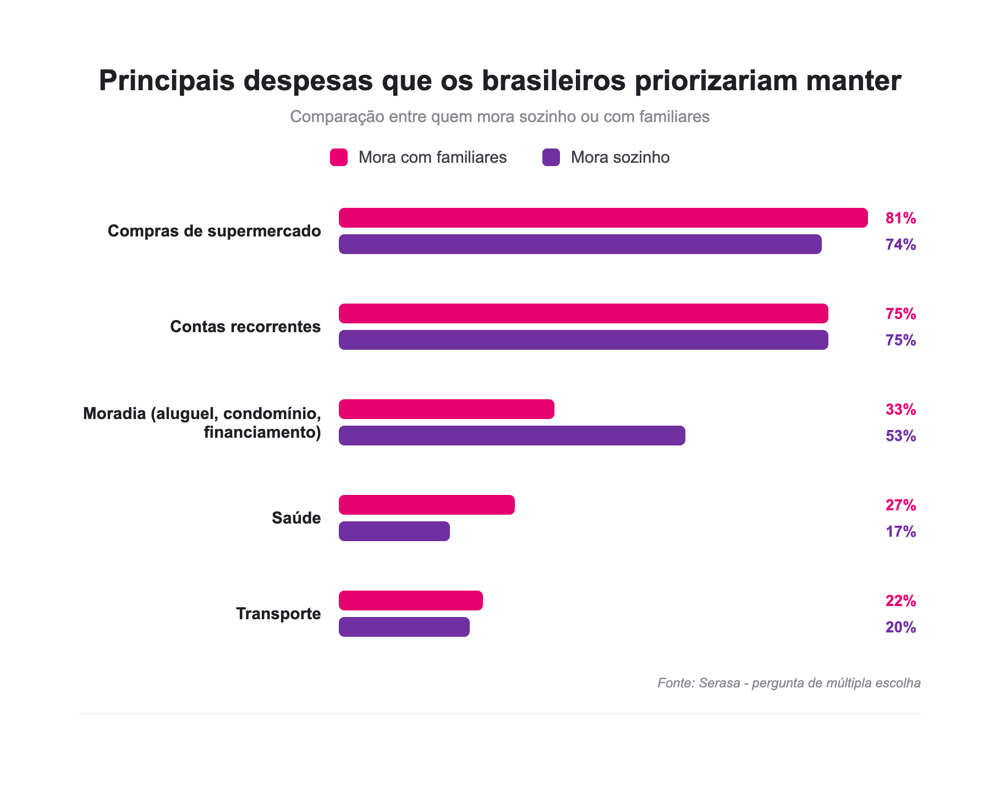 Principais despesas que os brasileiros priorizariam manter
Comparação entre quem mora sozinho ou com familiares
Mora com familiares
Mora sozinho
Compras de supermercado
81%
74%
Contas recorrentes
75%
75%
Moradia (aluguel, condomínio,
financiamento)
33%
53%
Saúde
27%
17%
Transporte
22%
20%
Fonte: Serasa - pergunta de múltipla escolha